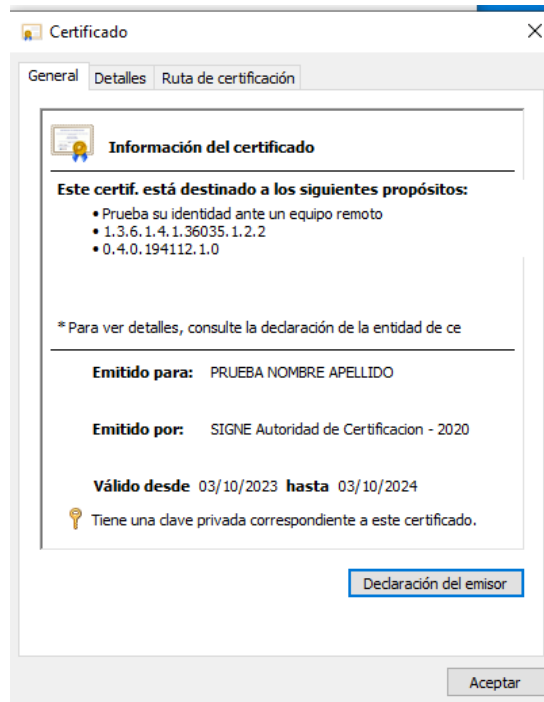 Certificado
General Detalles Ruta de certificación
Información del certificado
Este certif. está destinado a los siguientes propósitos:
• Prueba su identidad ante un equipo remoto
• 1.3.6.1.4.1.36035.1.2.2
• 0.4.0.194112.1.0
* Para ver detalles, consulte la declaración de la entidad de ce
Emitido para: PRUEBA NOMBRE APELLIDO
Emitido por: SIGNE Autoridad de Certificacion - 2020
Válido desde 03/10/2023 hasta 03/10/2024
Tiene una clave privada correspondiente a este certificado.
Declaración del emisor
Aceptar